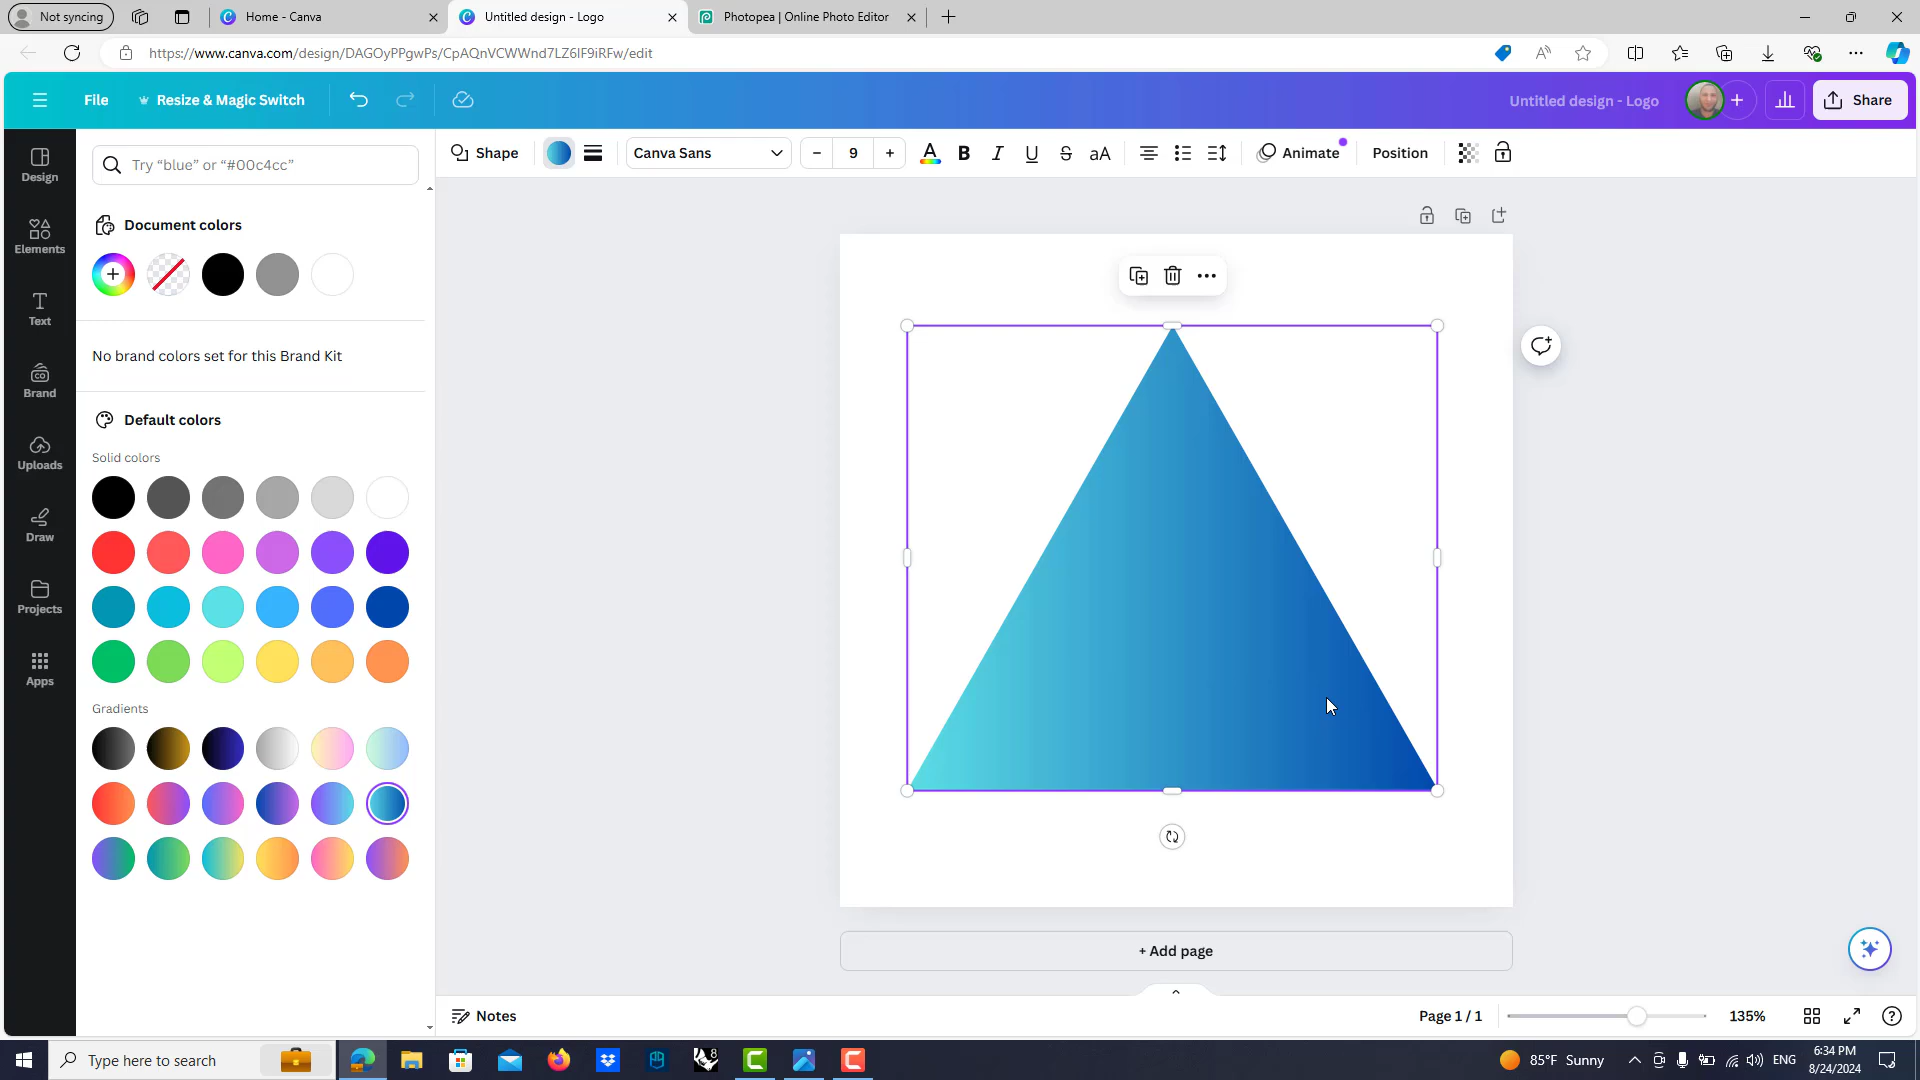 Not syncing
Home - Canva
Untitled design - Logo
Photopea | Online Photo Editor
https://www.canva.com/design/DAGOyPPgwPs/CpAQnVCWWnd7LZ6lF9iRFw/edit
File
Resize & Magic Switch
Untitled design - Logo
Share
Design
Elements
Text
Brand
Uploads
Draw
Projects
Apps
Try “blue” or “#00c4cc”
Document colors
No brand colors set for this Brand Kit
Default colors
Solid colors
Gradients
Shape
Canva Sans
9
A B I U S aA
Animate
Position
+ Add page
Notes
Page 1 / 1
135%
Type here to search
85°F Sunny
ENG
6:34 PM
8/24/2024